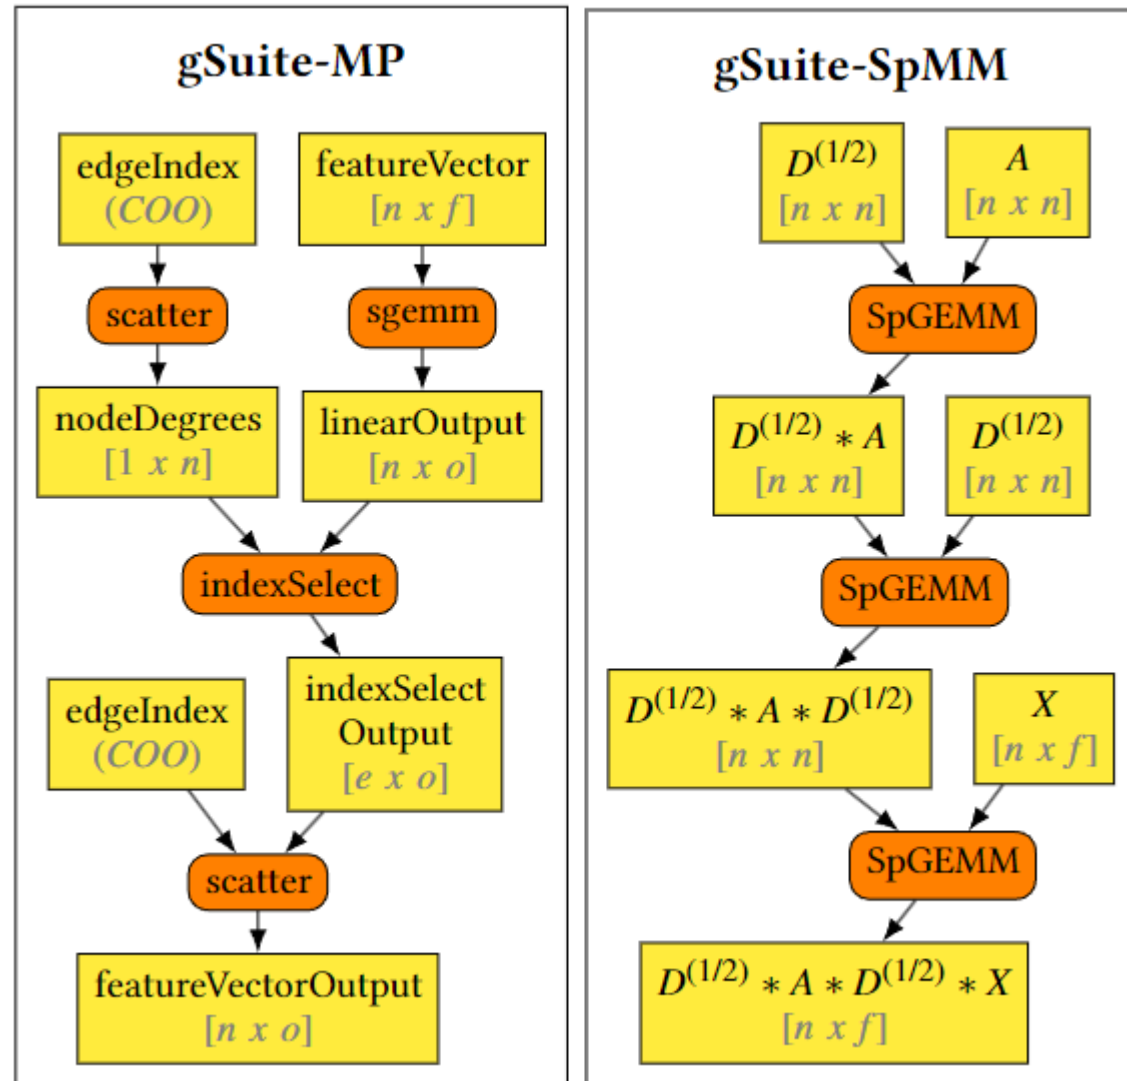 gSuite-MP
edgeIndex
(COO)
featureVector
[n x f]
scatter
sgemm
nodeDegrees
[1 x n]
linearOutput
[n x o]
indexSelect
edgeIndex
(COO)
indexSelect
Output
[e x o]
scatter
featureVectorOutput
[n x o]
gSuite-SpMM
D^(1/2)
[n x n]
A
[n x n]
SpGEMM
D^(1/2) * A
[n x n]
D^(1/2)
[n x n]
SpGEMM
D^(1/2) * A * D^(1/2)
[n x n]
X
[n x f]
SpGEMM
D^(1/2) * A * D^(1/2) * X
[n x f]